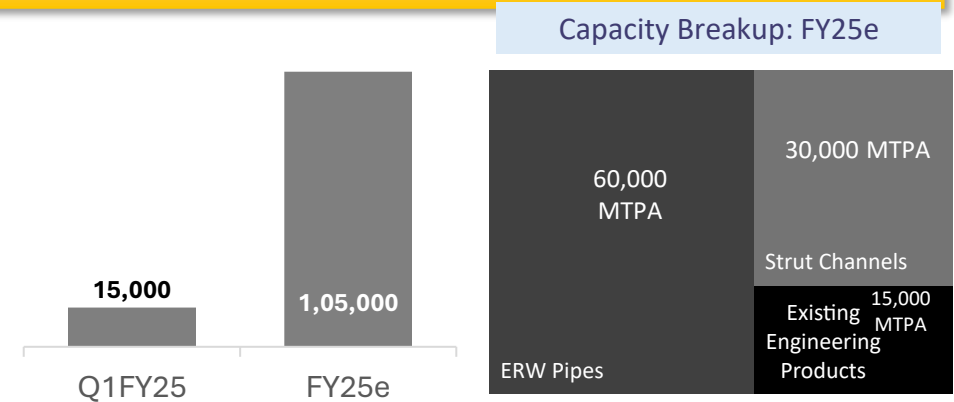 Capacity Breakup: FY25e
15,000
1,05,000
Q1FY25
FY25e
60,000
MTPA
ERW Pipes
30,000 MTPA
Strut Channels
15,000
MTPA
Existing
Engineering
Products